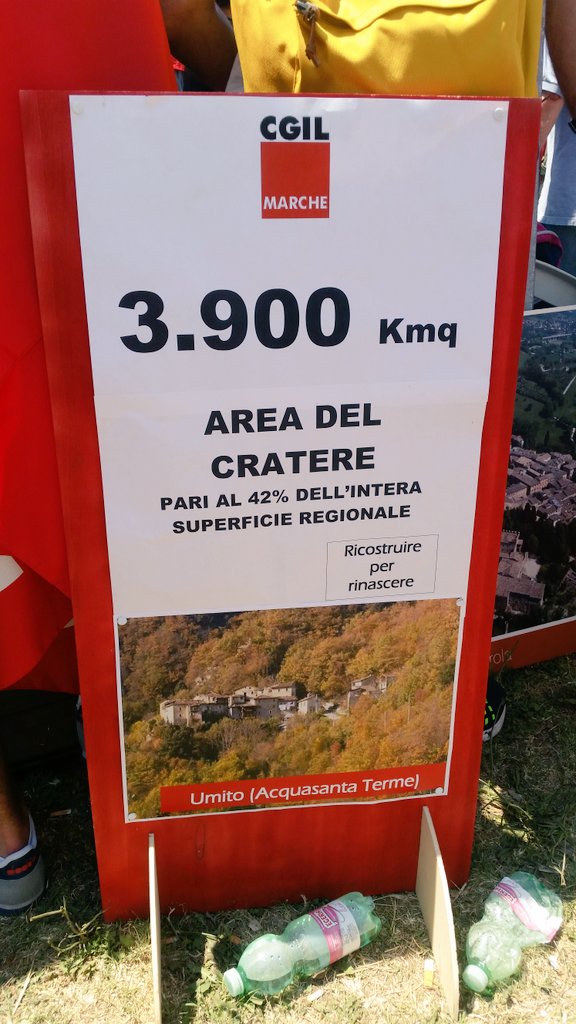 CGIL
MARCHE
3.900 Kmq
AREA DEL
CRATERE
PARI AL 42% DELL'INTERA
SUPERFICIE REGIONALE
Ricostruire
per
rinascere
Umito (Acquasanta Terme)